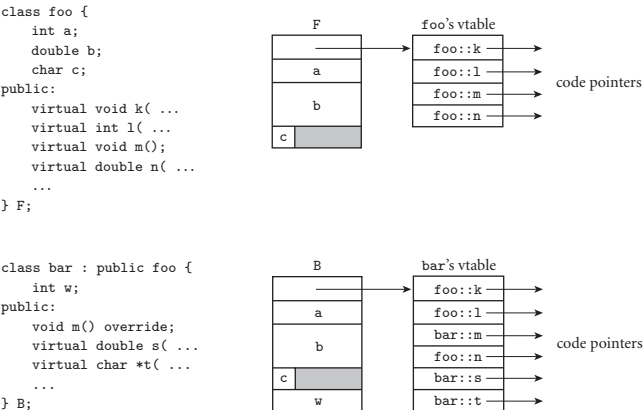 class foo {
int a;
double b;
char c;
public:
virtual void k( ...
virtual int l( ...
virtual void m();
virtual double n( ...
...
} F;
F
a
b
c
foo's vtable
foo::k
foo::l
foo::m
foo::n
code pointers
class bar : public foo {
int w;
public:
void m() override;
virtual double s( ...
virtual char *t( ...
...
} B;
B
a
b
c
w
bar's vtable
foo::k
foo::l
bar::m
foo::n
bar::s
bar::t
code pointers